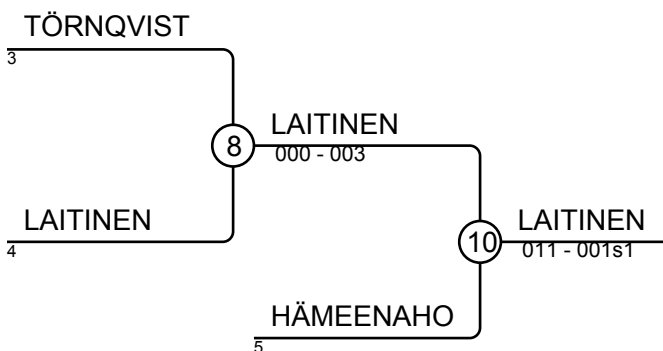 TÖRNQVIST
3
8
LAITINEN
000 - 003
LAITINEN
4
10
LAITINEN
011 - 001s1
HÄMEENAHO
5